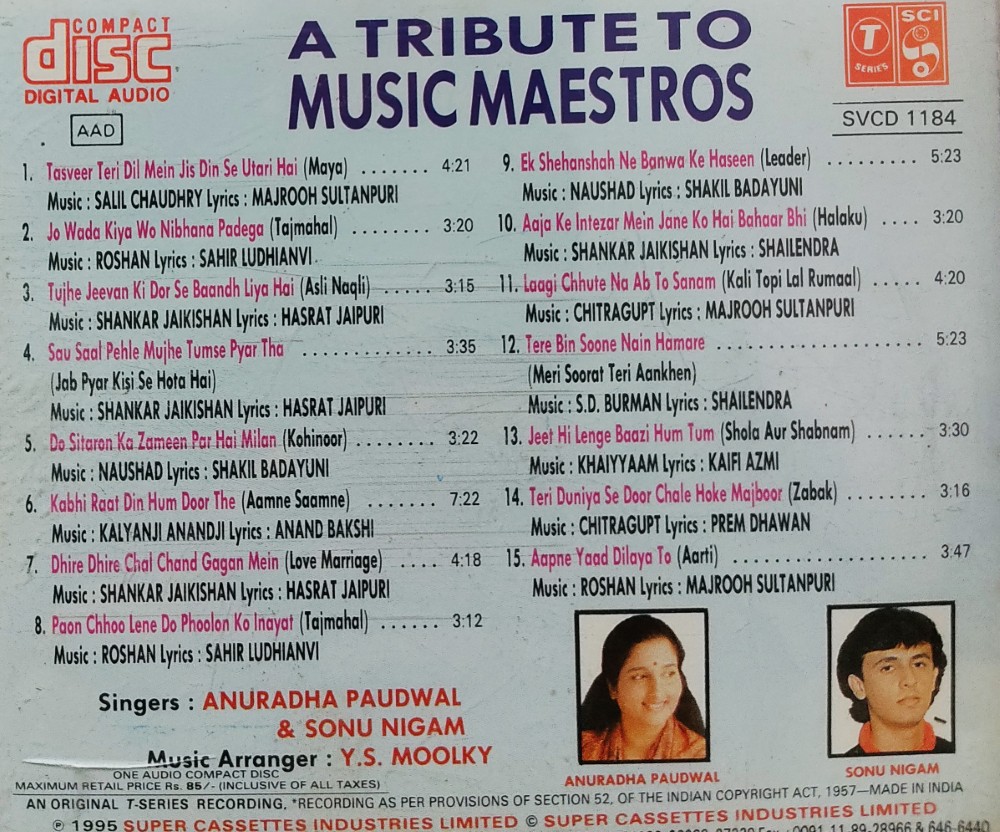 COMPACT
disc
DIGITAL AUDIO
AAD
A TRIBUTE TO
MUSIC MAESTROS
T
SERIES
SCI
SVCD 1184
1. Tasveer Teri Dil Mein Jis Din Se Utari Hai (Maya) ....... 4:21
Music : SALIL CHAUDHRY Lyrics : MAJROOH SULTANPURI
2. Jo Wada Kiya Wo Nibhana Padega (Tajmahal) ........ 3:20
Music : ROSHAN Lyrics : SAHIR LUDHIANVI
3. Tujhe Jeevan Ki Dor Se Baandh Liya Hai (Asli Naqli) ..... 3:15
Music : SHANKAR JAIKISHAN Lyrics : HASRAT JAIPURI
4. Sau Saal Pehle Mujhe Tumse Pyar Tha ............ 3:35
(Jab Pyar Kisi Se Hota Hai)
Music : SHANKAR JAIKISHAN Lyrics : HASRAT JAIPURI
5. Do Sitaron Ka Zameen Par Hai Milan (Kohinoor) ........ 3:22
Music : NAUSHAD Lyrics : SHAKIL BADAYUNI
6. Kabhi Raat Din Hum Door The (Aamne Saamne) ....... 7:22
Music : KALYANJI ANANDJI Lyrics : ANAND BAKSHI
7. Dhire Dhire Chal Chand Gagan Mein (Love Marriage) .... 4:18
Music : SHANKAR JAIKISHAN Lyrics : HASRAT JAIPURI
8. Paon Chhoo Lene Do Phoolon Ko Inayat (Tajmahal) ...... 3:12
Music : ROSHAN Lyrics : SAHIR LUDHIANVI
9. Ek Shehanshah Ne Banwa Ke Haseen (Leader) ......... 5:23
Music : NAUSHAD Lyrics : SHAKIL BADAYUNI
10. Aaja Ke Intezar Mein Jane Ko Hai Bahaar Bhi (Halaku) .... 3:20
Music : SHANKAR JAIKISHAN Lyrics : SHAILENDRA
11. Laagi Chhute Na Ab To Sanam (Kali Topi Lal Rumaal) ..... 4:20
Music : CHITRAGUPT Lyrics : MAJROOH SULTANPURI
12. Tere Bin Soone Nain Hamare ................... 5:23
(Meri Soorat Teri Aankhen)
Music : S.D. BURMAN Lyrics : SHAILENDRA
13. Jeet Hi Lenge Baazi Hum Tum (Shola Aur Shabnam) ...... 3:30
Music : KHAIYYAAM Lyrics : KAIFI AZMI
14. Teri Duniya Se Door Chale Hoke Majboor (Zabak) ........ 3:16
Music : CHITRAGUPT Lyrics : PREM DHAWAN
15. Aapne Yaad Dilaya To (Aarti) .................. 3:47
Music : ROSHAN Lyrics : MAJROOH SULTANPURI
Singers : ANURADHA PAUDWAL
& SONU NIGAM
Music Arranger : Y.S. MOOLKY
ANURADHA PAUDWAL
SONU NIGAM
ONE AUDIO COMPACT DISC
MAXIMUM RETAIL PRICE Rs. 85/- (INCLUSIVE OF ALL TAXES)
AN ORIGINAL T-SERIES RECORDING, *RECORDING AS PER PROVISIONS OF SECTION 52, OF THE INDIAN COPYRIGHT ACT, 1957—MADE IN INDIA
℗ 1995 SUPER CASSETTES INDUSTRIES LIMITED © SUPER CASSETTES INDUSTRIES LIMITED